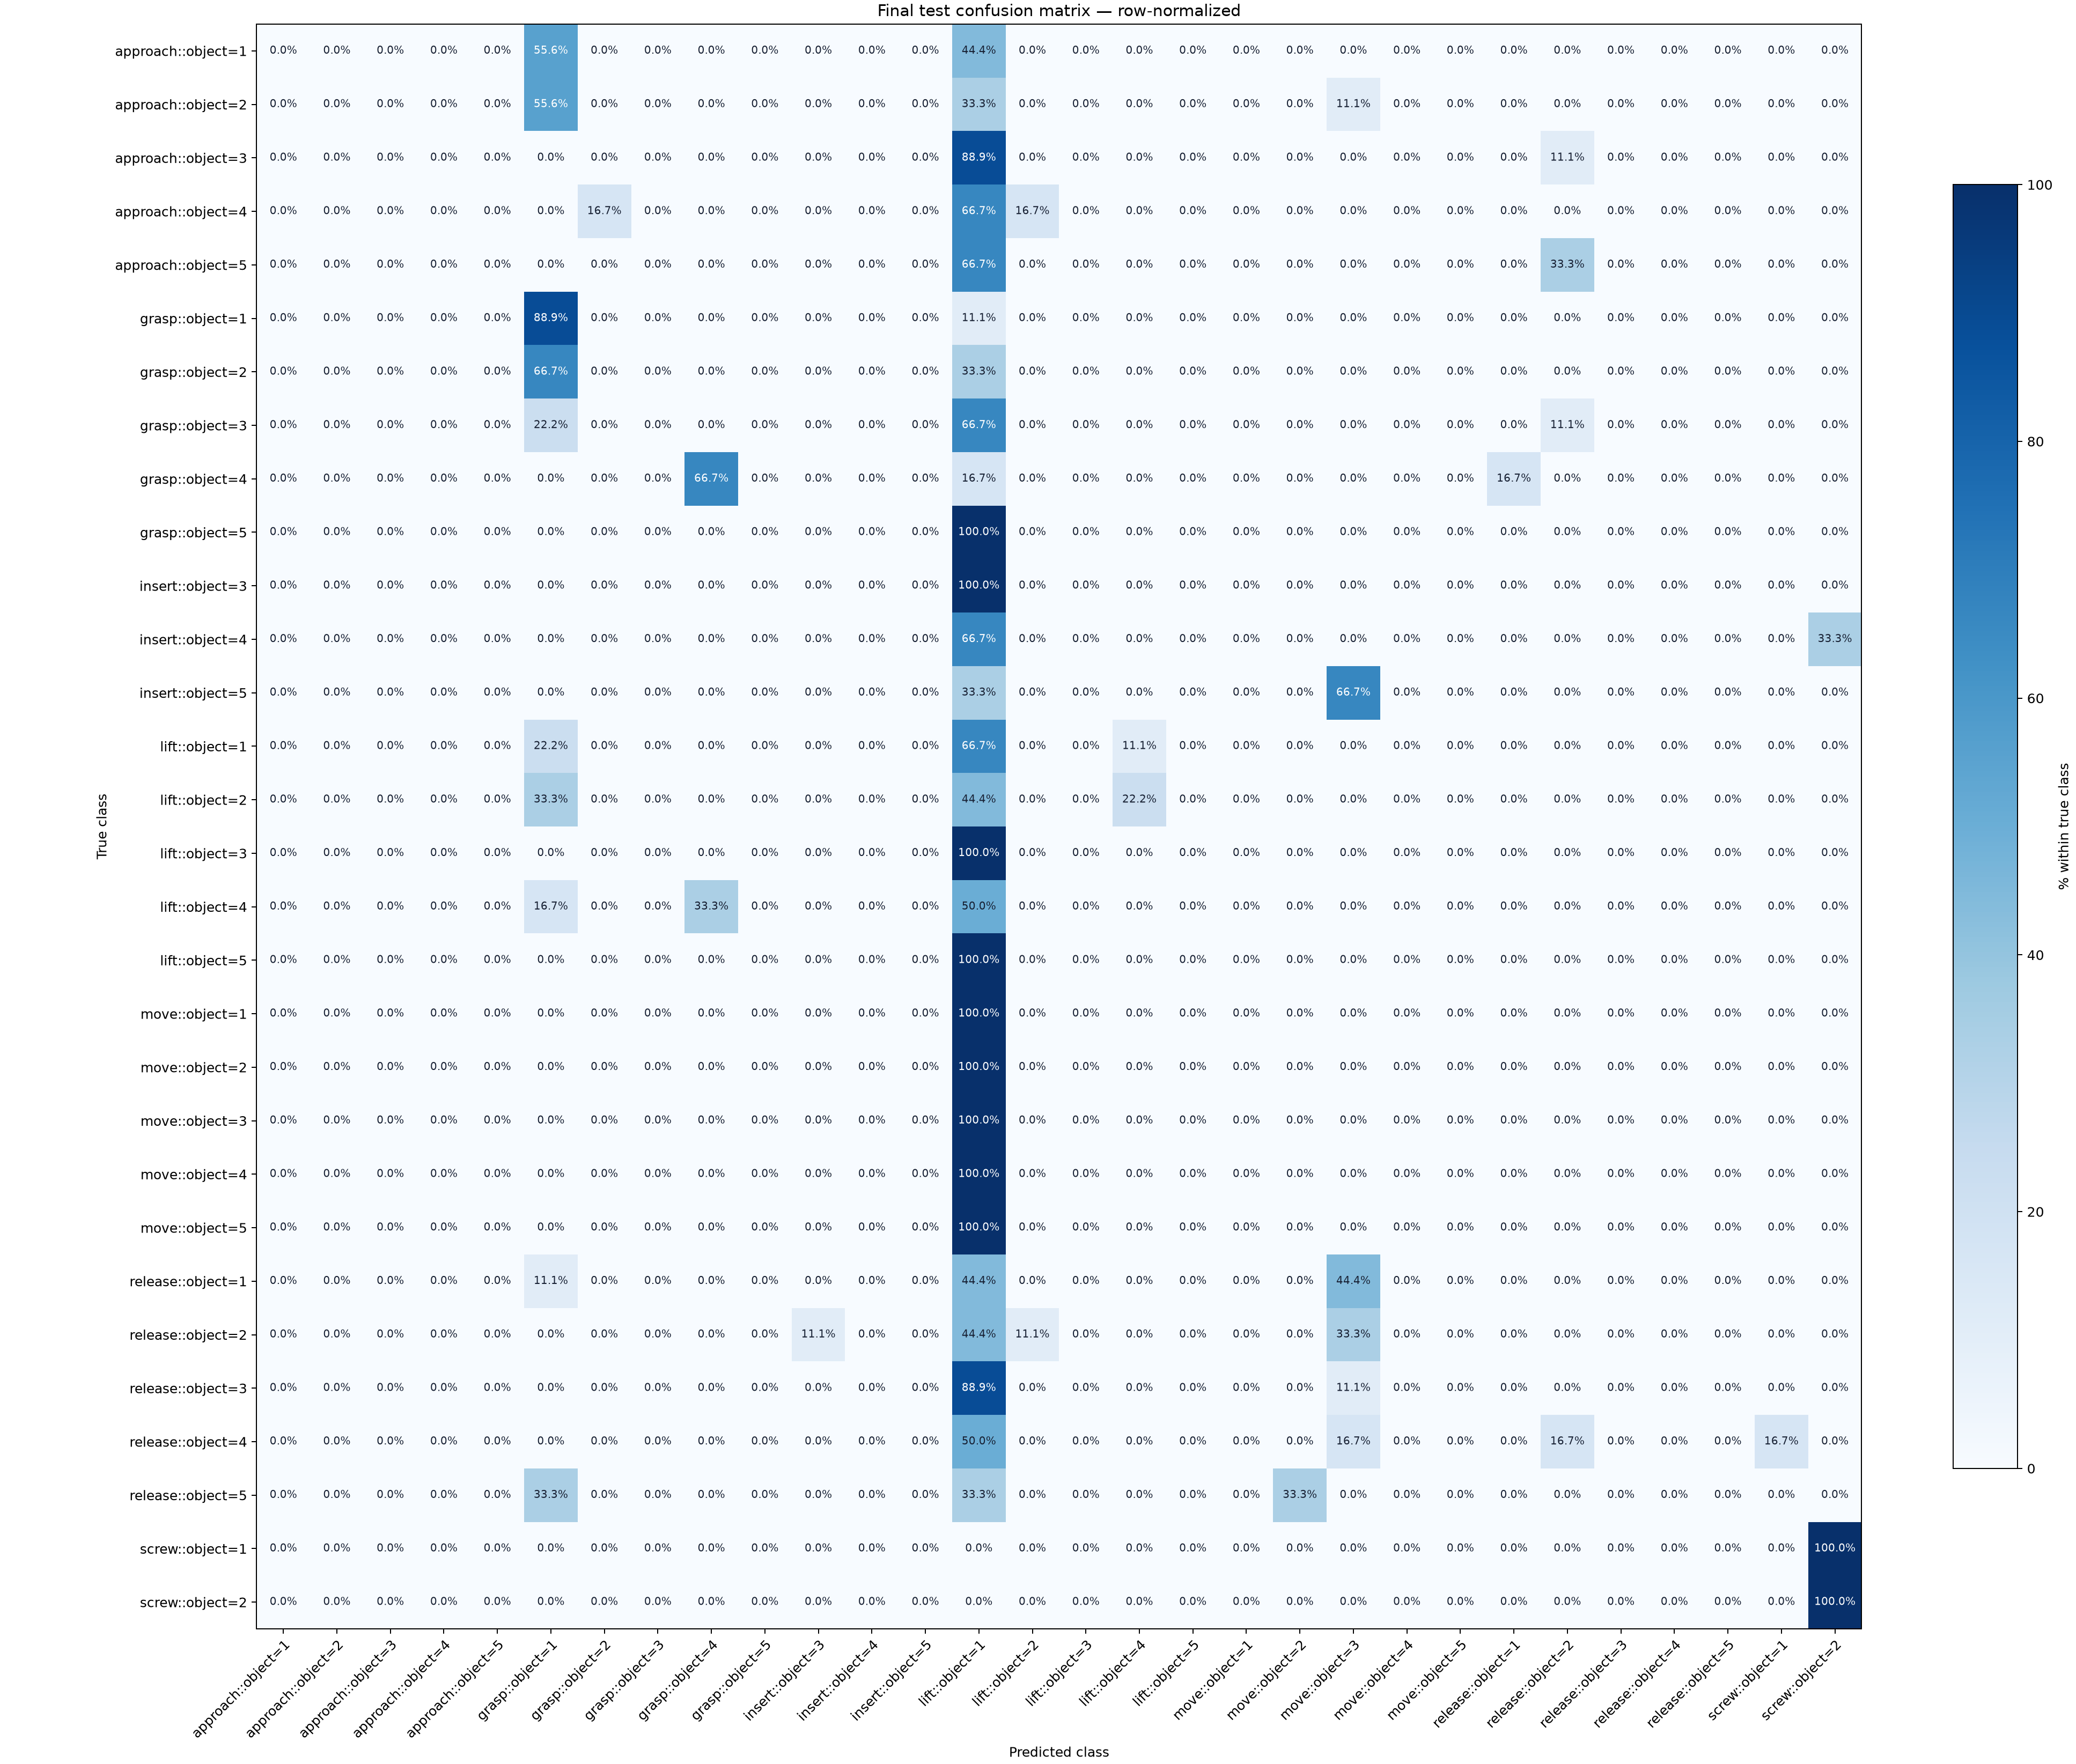 Final test confusion matrix — row-normalized
approach::object=1 0.0% 0.0% 0.0% 0.0% 0.0% 55.6% 0.0% 0.0% 0.0% 0.0% 0.0% 0.0% 0.0% 44.4% 0.0% 0.0% 0.0% 0.0% 0.0% 0.0% 0.0% 0.0% 0.0% 0.0% 0.0% 0.0% 0.0% 0.0% 0.0% 0.0%
approach::object=2 0.0% 0.0% 0.0% 0.0% 0.0% 55.6% 0.0% 0.0% 0.0% 0.0% 0.0% 0.0% 0.0% 33.3% 0.0% 0.0% 0.0% 0.0% 0.0% 0.0% 11.1% 0.0% 0.0% 0.0% 0.0% 0.0% 0.0% 0.0% 0.0% 0.0%
approach::object=3 0.0% 0.0% 0.0% 0.0% 0.0% 0.0% 0.0% 0.0% 0.0% 0.0% 0.0% 0.0% 0.0% 88.9% 0.0% 0.0% 0.0% 0.0% 0.0% 0.0% 0.0% 0.0% 0.0% 0.0% 11.1% 0.0% 0.0% 0.0% 0.0% 0.0%
approach::object=4 0.0% 0.0% 0.0% 0.0% 0.0% 0.0% 16.7% 0.0% 0.0% 0.0% 0.0% 0.0% 0.0% 66.7% 16.7% 0.0% 0.0% 0.0% 0.0% 0.0% 0.0% 0.0% 0.0% 0.0% 0.0% 0.0% 0.0% 0.0% 0.0% 0.0%
approach::object=5 0.0% 0.0% 0.0% 0.0% 0.0% 0.0% 0.0% 0.0% 0.0% 0.0% 0.0% 0.0% 0.0% 66.7% 0.0% 0.0% 0.0% 0.0% 0.0% 0.0% 0.0% 0.0% 0.0% 0.0% 33.3% 0.0% 0.0% 0.0% 0.0% 0.0%
grasp::object=1 0.0% 0.0% 0.0% 0.0% 0.0% 88.9% 0.0% 0.0% 0.0% 0.0% 0.0% 0.0% 0.0% 11.1% 0.0% 0.0% 0.0% 0.0% 0.0% 0.0% 0.0% 0.0% 0.0% 0.0% 0.0% 0.0% 0.0% 0.0% 0.0% 0.0%
grasp::object=2 0.0% 0.0% 0.0% 0.0% 0.0% 66.7% 0.0% 0.0% 0.0% 0.0% 0.0% 0.0% 0.0% 33.3% 0.0% 0.0% 0.0% 0.0% 0.0% 0.0% 0.0% 0.0% 0.0% 0.0% 0.0% 0.0% 0.0% 0.0% 0.0% 0.0%
grasp::object=3 0.0% 0.0% 0.0% 0.0% 0.0% 22.2% 0.0% 0.0% 0.0% 0.0% 0.0% 0.0% 0.0% 66.7% 0.0% 0.0% 0.0% 0.0% 0.0% 0.0% 0.0% 0.0% 0.0% 0.0% 11.1% 0.0% 0.0% 0.0% 0.0% 0.0%
grasp::object=4 0.0% 0.0% 0.0% 0.0% 0.0% 0.0% 0.0% 0.0% 66.7% 0.0% 0.0% 0.0% 0.0% 16.7% 0.0% 0.0% 0.0% 0.0% 0.0% 0.0% 0.0% 0.0% 0.0% 16.7% 0.0% 0.0% 0.0% 0.0% 0.0% 0.0%
grasp::object=5 0.0% 0.0% 0.0% 0.0% 0.0% 0.0% 0.0% 0.0% 0.0% 0.0% 0.0% 0.0% 0.0% 100.0% 0.0% 0.0% 0.0% 0.0% 0.0% 0.0% 0.0% 0.0% 0.0% 0.0% 0.0% 0.0% 0.0% 0.0% 0.0% 0.0%
insert::object=3 0.0% 0.0% 0.0% 0.0% 0.0% 0.0% 0.0% 0.0% 0.0% 0.0% 0.0% 0.0% 0.0% 100.0% 0.0% 0.0% 0.0% 0.0% 0.0% 0.0% 0.0% 0.0% 0.0% 0.0% 0.0% 0.0% 0.0% 0.0% 0.0% 0.0%
insert::object=4 0.0% 0.0% 0.0% 0.0% 0.0% 0.0% 0.0% 0.0% 0.0% 0.0% 0.0% 0.0% 0.0% 66.7% 0.0% 0.0% 0.0% 0.0% 0.0% 0.0% 0.0% 0.0% 0.0% 0.0% 0.0% 0.0% 0.0% 0.0% 0.0% 33.3%
insert::object=5 0.0% 0.0% 0.0% 0.0% 0.0% 0.0% 0.0% 0.0% 0.0% 0.0% 0.0% 0.0% 0.0% 33.3% 0.0% 0.0% 0.0% 0.0% 0.0% 0.0% 66.7% 0.0% 0.0% 0.0% 0.0% 0.0% 0.0% 0.0% 0.0% 0.0%
lift::object=1 0.0% 0.0% 0.0% 0.0% 0.0% 22.2% 0.0% 0.0% 0.0% 0.0% 0.0% 0.0% 0.0% 66.7% 0.0% 0.0% 11.1% 0.0% 0.0% 0.0% 0.0% 0.0% 0.0% 0.0% 0.0% 0.0% 0.0% 0.0% 0.0% 0.0%
lift::object=2 0.0% 0.0% 0.0% 0.0% 0.0% 33.3% 0.0% 0.0% 0.0% 0.0% 0.0% 0.0% 0.0% 44.4% 0.0% 0.0% 22.2% 0.0% 0.0% 0.0% 0.0% 0.0% 0.0% 0.0% 0.0% 0.0% 0.0% 0.0% 0.0% 0.0%
lift::object=3 0.0% 0.0% 0.0% 0.0% 0.0% 0.0% 0.0% 0.0% 0.0% 0.0% 0.0% 0.0% 0.0% 100.0% 0.0% 0.0% 0.0% 0.0% 0.0% 0.0% 0.0% 0.0% 0.0% 0.0% 0.0% 0.0% 0.0% 0.0% 0.0% 0.0%
lift::object=4 0.0% 0.0% 0.0% 0.0% 0.0% 16.7% 0.0% 0.0% 33.3% 0.0% 0.0% 0.0% 0.0% 50.0% 0.0% 0.0% 0.0% 0.0% 0.0% 0.0% 0.0% 0.0% 0.0% 0.0% 0.0% 0.0% 0.0% 0.0% 0.0% 0.0%
lift::object=5 0.0% 0.0% 0.0% 0.0% 0.0% 0.0% 0.0% 0.0% 0.0% 0.0% 0.0% 0.0% 0.0% 100.0% 0.0% 0.0% 0.0% 0.0% 0.0% 0.0% 0.0% 0.0% 0.0% 0.0% 0.0% 0.0% 0.0% 0.0% 0.0% 0.0%
move::object=1 0.0% 0.0% 0.0% 0.0% 0.0% 0.0% 0.0% 0.0% 0.0% 0.0% 0.0% 0.0% 0.0% 100.0% 0.0% 0.0% 0.0% 0.0% 0.0% 0.0% 0.0% 0.0% 0.0% 0.0% 0.0% 0.0% 0.0% 0.0% 0.0% 0.0%
move::object=2 0.0% 0.0% 0.0% 0.0% 0.0% 0.0% 0.0% 0.0% 0.0% 0.0% 0.0% 0.0% 0.0% 100.0% 0.0% 0.0% 0.0% 0.0% 0.0% 0.0% 0.0% 0.0% 0.0% 0.0% 0.0% 0.0% 0.0% 0.0% 0.0% 0.0%
move::object=3 0.0% 0.0% 0.0% 0.0% 0.0% 0.0% 0.0% 0.0% 0.0% 0.0% 0.0% 0.0% 0.0% 100.0% 0.0% 0.0% 0.0% 0.0% 0.0% 0.0% 0.0% 0.0% 0.0% 0.0% 0.0% 0.0% 0.0% 0.0% 0.0% 0.0%
move::object=4 0.0% 0.0% 0.0% 0.0% 0.0% 0.0% 0.0% 0.0% 0.0% 0.0% 0.0% 0.0% 0.0% 100.0% 0.0% 0.0% 0.0% 0.0% 0.0% 0.0% 0.0% 0.0% 0.0% 0.0% 0.0% 0.0% 0.0% 0.0% 0.0% 0.0%
move::object=5 0.0% 0.0% 0.0% 0.0% 0.0% 0.0% 0.0% 0.0% 0.0% 0.0% 0.0% 0.0% 0.0% 100.0% 0.0% 0.0% 0.0% 0.0% 0.0% 0.0% 0.0% 0.0% 0.0% 0.0% 0.0% 0.0% 0.0% 0.0% 0.0% 0.0%
release::object=1 0.0% 0.0% 0.0% 0.0% 0.0% 11.1% 0.0% 0.0% 0.0% 0.0% 0.0% 0.0% 0.0% 44.4% 0.0% 0.0% 0.0% 0.0% 0.0% 0.0% 44.4% 0.0% 0.0% 0.0% 0.0% 0.0% 0.0% 0.0% 0.0% 0.0%
release::object=2 0.0% 0.0% 0.0% 0.0% 0.0% 0.0% 0.0% 0.0% 0.0% 0.0% 11.1% 0.0% 0.0% 44.4% 11.1% 0.0% 0.0% 0.0% 0.0% 0.0% 33.3% 0.0% 0.0% 0.0% 0.0% 0.0% 0.0% 0.0% 0.0% 0.0%
release::object=3 0.0% 0.0% 0.0% 0.0% 0.0% 0.0% 0.0% 0.0% 0.0% 0.0% 0.0% 0.0% 0.0% 88.9% 0.0% 0.0% 0.0% 0.0% 0.0% 0.0% 11.1% 0.0% 0.0% 0.0% 0.0% 0.0% 0.0% 0.0% 0.0% 0.0%
release::object=4 0.0% 0.0% 0.0% 0.0% 0.0% 0.0% 0.0% 0.0% 0.0% 0.0% 0.0% 0.0% 0.0% 50.0% 0.0% 0.0% 0.0% 0.0% 0.0% 0.0% 16.7% 0.0% 0.0% 0.0% 16.7% 0.0% 0.0% 0.0% 16.7% 0.0%
release::object=5 0.0% 0.0% 0.0% 0.0% 0.0% 33.3% 0.0% 0.0% 0.0% 0.0% 0.0% 0.0% 0.0% 33.3% 0.0% 0.0% 0.0% 0.0% 0.0% 33.3% 0.0% 0.0% 0.0% 0.0% 0.0% 0.0% 0.0% 0.0% 0.0% 0.0%
screw::object=1 0.0% 0.0% 0.0% 0.0% 0.0% 0.0% 0.0% 0.0% 0.0% 0.0% 0.0% 0.0% 0.0% 0.0% 0.0% 0.0% 0.0% 0.0% 0.0% 0.0% 0.0% 0.0% 0.0% 0.0% 0.0% 0.0% 0.0% 0.0% 0.0% 100.0%
screw::object=2 0.0% 0.0% 0.0% 0.0% 0.0% 0.0% 0.0% 0.0% 0.0% 0.0% 0.0% 0.0% 0.0% 0.0% 0.0% 0.0% 0.0% 0.0% 0.0% 0.0% 0.0% 0.0% 0.0% 0.0% 0.0% 0.0% 0.0% 0.0% 0.0% 100.0%
True class
approach::object=1
approach::object=2
approach::object=3
approach::object=4
approach::object=5
grasp::object=1
grasp::object=2
grasp::object=3
grasp::object=4
grasp::object=5
insert::object=3
insert::object=4
insert::object=5
lift::object=1
lift::object=2
lift::object=3
lift::object=4
lift::object=5
move::object=1
move::object=2
move::object=3
move::object=4
move::object=5
release::object=1
release::object=2
release::object=3
release::object=4
release::object=5
screw::object=1
screw::object=2
Predicted class
100
80
60
40
20
0
% within true class